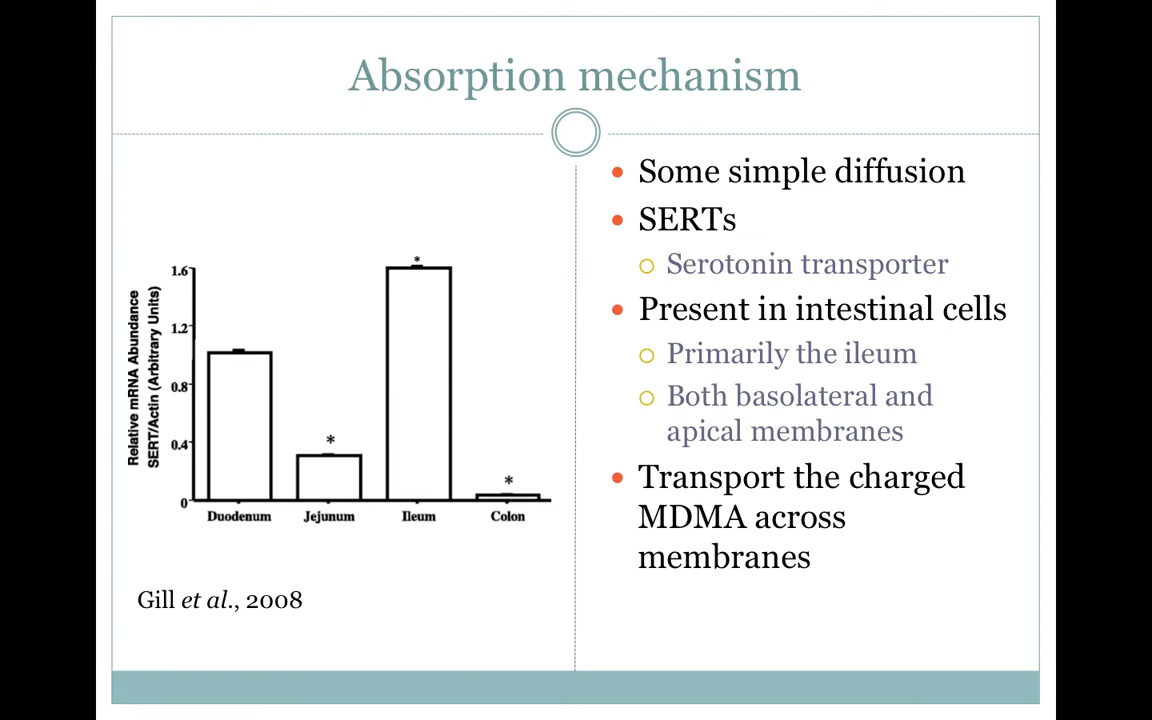 Absorption mechanism
Relative mRNA Abundance
SERT/Actin (Arbitrary Units)
1.6
1.2
0.8
0.4
0
*
*
*
Duodenum Jejunum Ileum Colon
Gill et al., 2008
• Some simple diffusion
• SERTs
○ Serotonin transporter
• Present in intestinal cells
○ Primarily the ileum
○ Both basolateral and
apical membranes
• Transport the charged
MDMA across
membranes